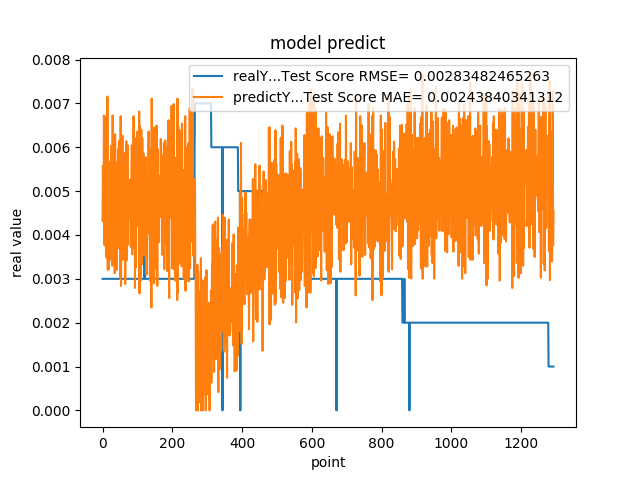 model predict
realY...Test Score RMSE= 0.00283482465263
predictY...Test Score MAE= 0.00243840341312
0.008
0.007
0.006
0.005
0.004
0.003
0.002
0.001
0.000
real value
0 200 400 600 800 1000 1200
point